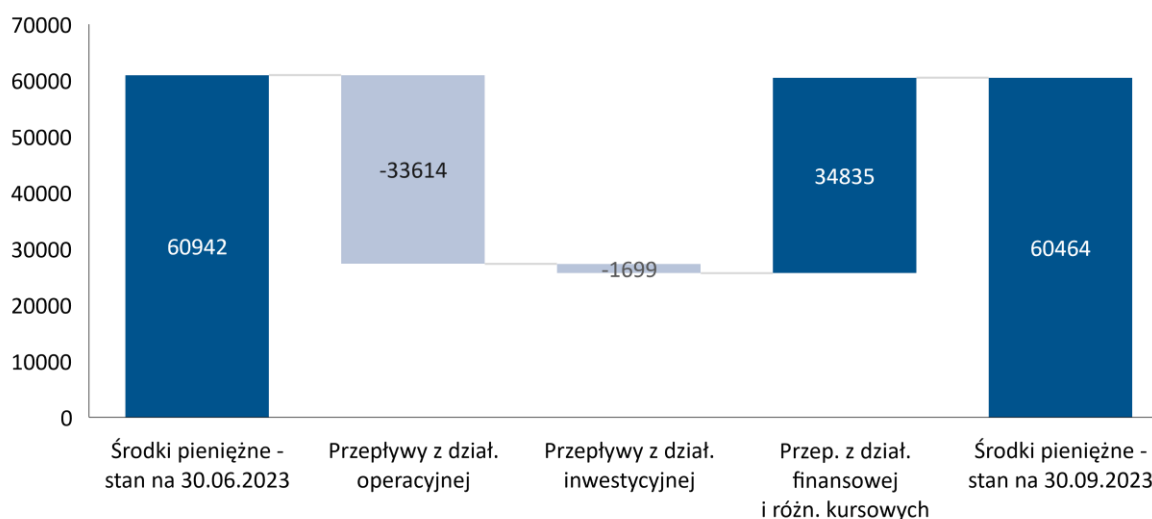 70000
60000
50000
40000
30000
20000
10000
0
60942
-33614
-1699
34835
60464
Środki pieniężne -
stan na 30.06.2023
Przepływy z dział.
operacyjnej
Przepływy z dział.
inwestycyjnej
Przep. z dział.
finansowej
i różn. kursowych
Środki pieniężne -
stan na 30.09.2023